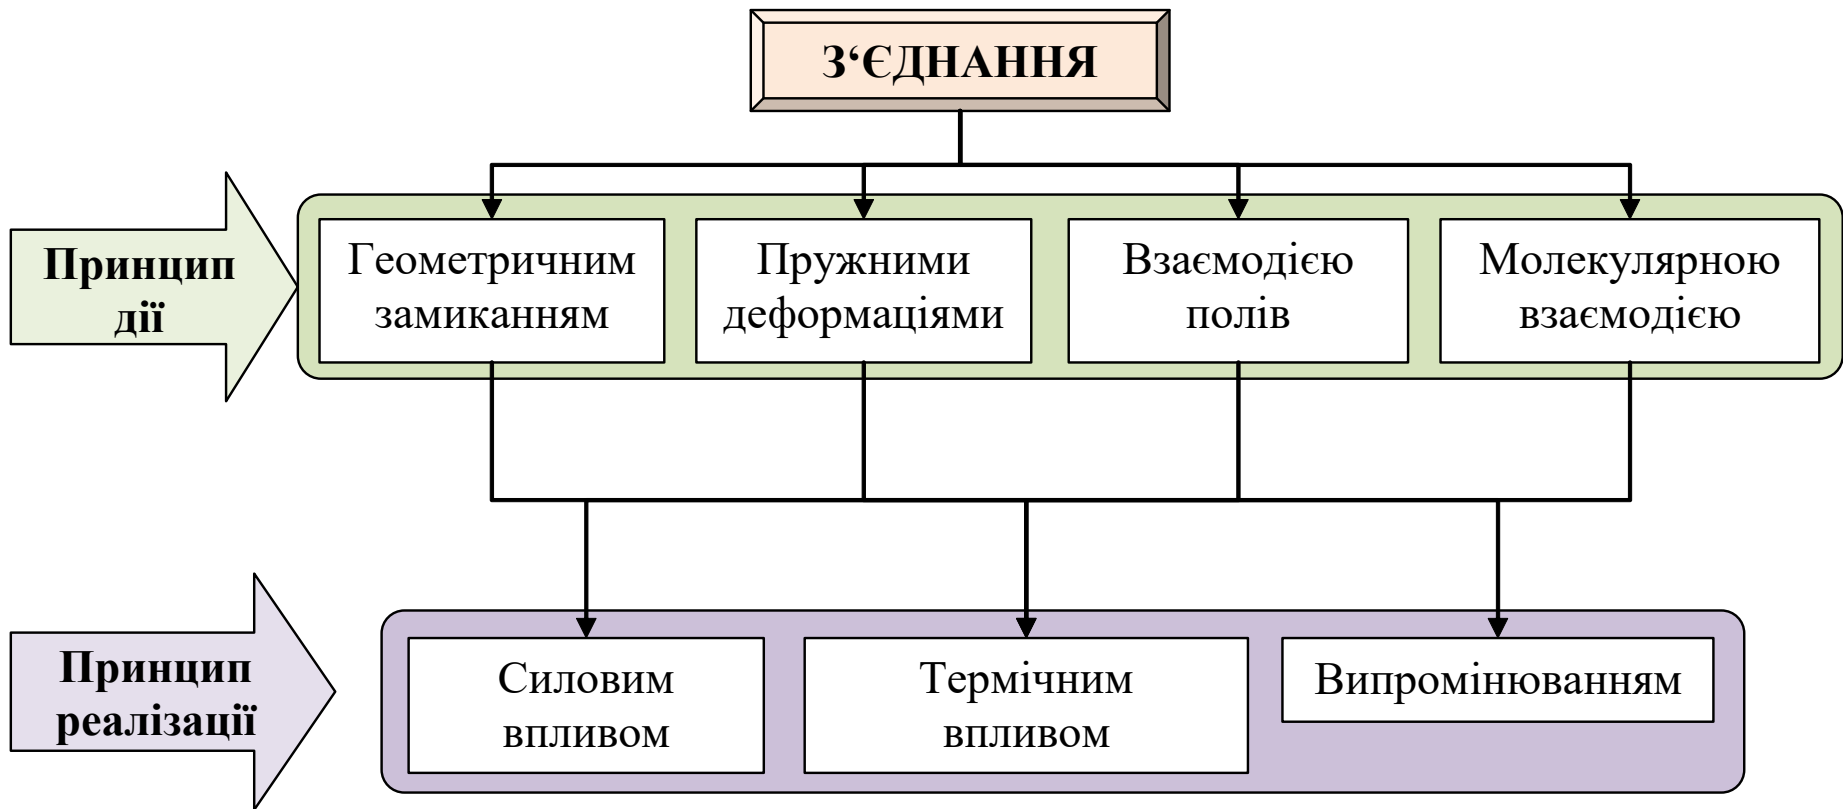 З‘ЄДНАННЯ
Принцип
дії
Геометричним
замиканням
Пружними
деформаціями
Взаємодією
полів
Молекулярною
взаємодією
Принцип
реалізації
Силовим
впливом
Термічним
впливом
Випромінюванням